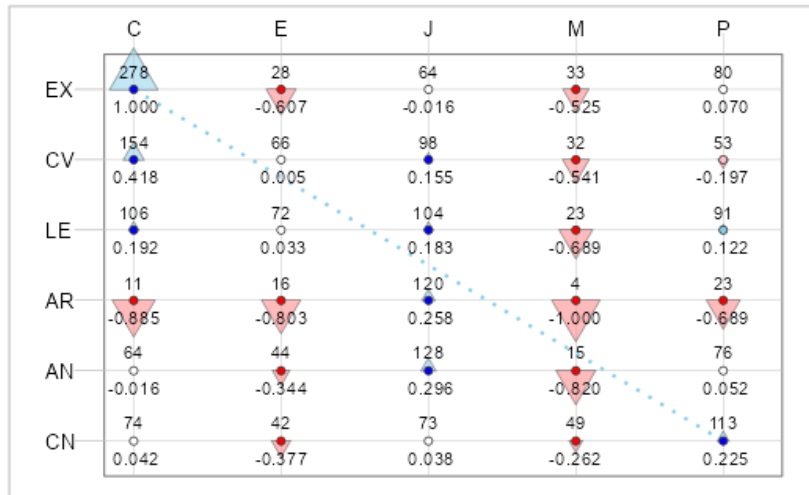 C E J M P
278 28 64 33 80
EX
1.000 -0.607 -0.016 -0.525 0.070
154 66 98 32 53
CV
0.418 0.005 0.155 -0.541 -0.197
106 72 104 23 91
LE
0.192 0.033 0.183 -0.689 0.122
11 16 120 4 23
AR
-0.885 -0.803 0.258 -1.000 -0.689
64 44 128 15 76
AN
-0.016 -0.344 0.296 -0.820 0.052
74 42 73 49 113
CN
0.042 -0.377 0.038 -0.262 0.225